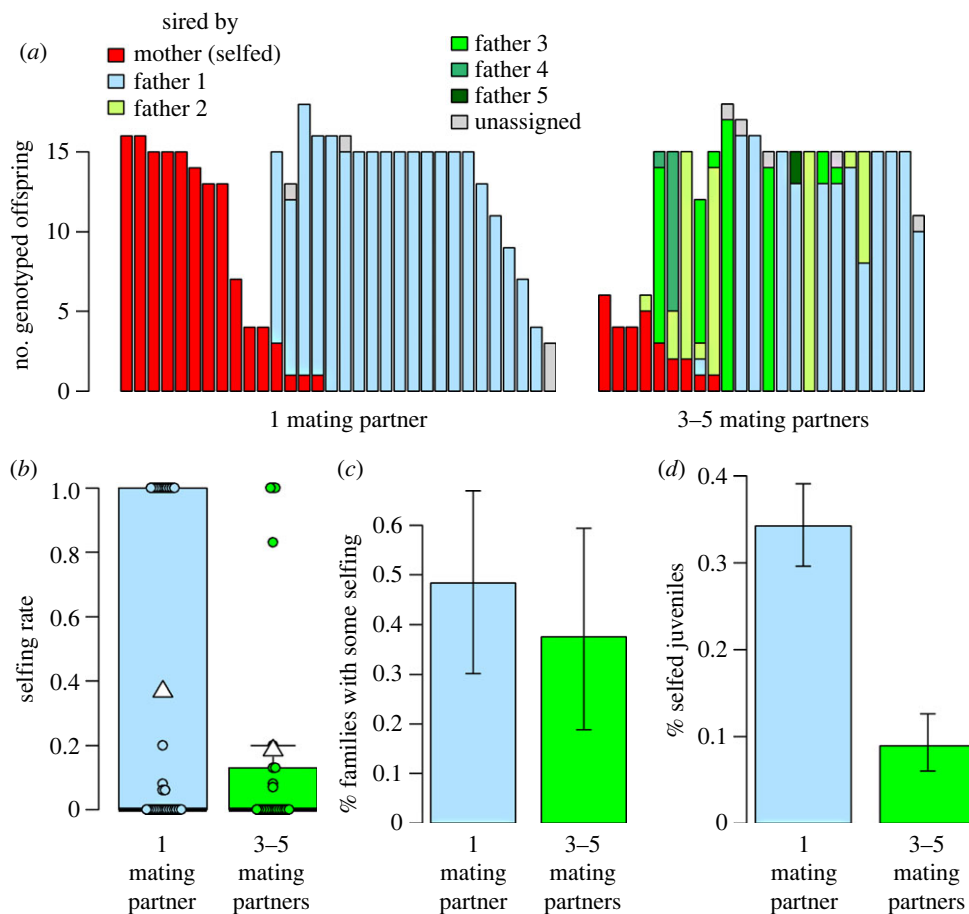 (a)
sired by
mother (selfed)
father 1
father 2
father 3
father 4
father 5
unassigned
no. genotyped offspring
15
10
5
0
1 mating partner
3–5 mating partners
(b)
selfing rate
1.0
0.8
0.6
0.4
0.2
0
1
mating
partner
3–5
mating
partners
(c)
% families with some selfing
0.6
0.5
0.4
0.3
0.2
0.1
0
1
mating
partner
3–5
mating
partners
(d)
% selfed juveniles
0.4
0.3
0.2
0.1
0
1
mating
partner
3–5
mating
partners